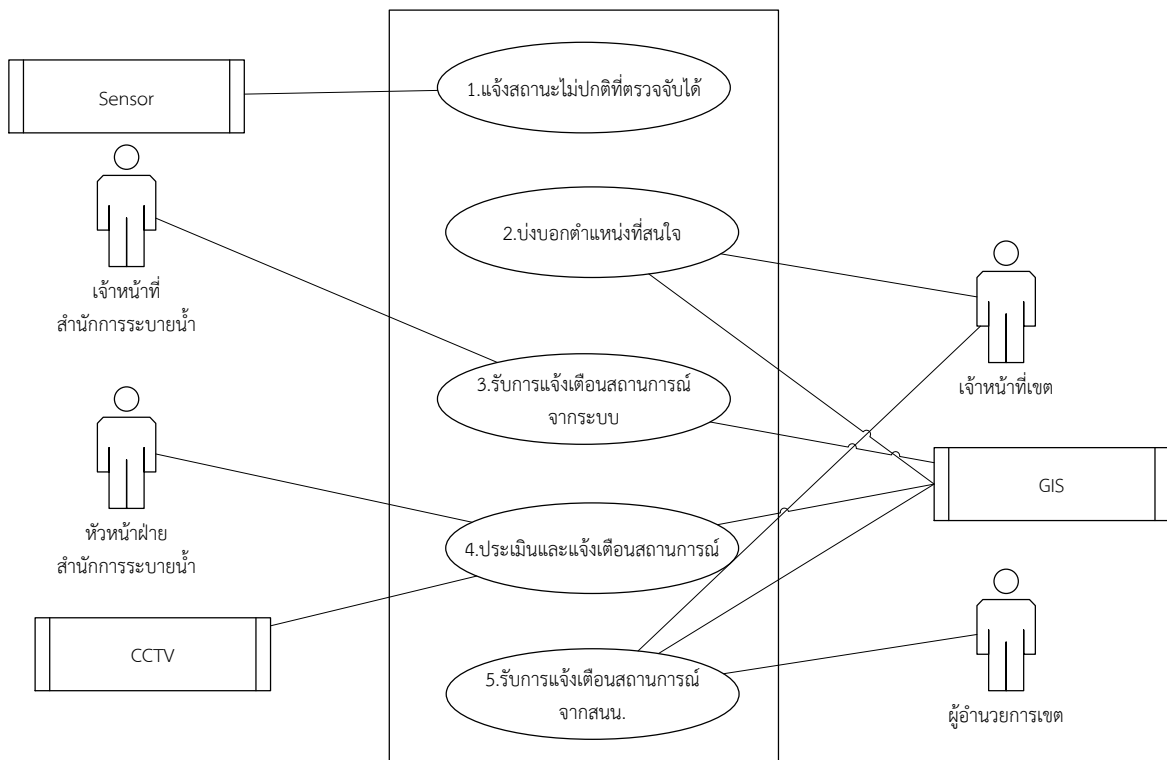 Sensor
1.แจ้งสถานะไม่ปกติที่ตรวจจับได้
2.บ่งบอกตำแหน่งที่สนใจ
เจ้าหน้าที่
สำนักการระบายน้ำ
3.รับการแจ้งเตือนสถานการณ์
จากระบบ
เจ้าหน้าที่เขต
GIS
หัวหน้าฝ่าย
สำนักการระบายน้ำ
4.ประเมินและแจ้งเตือนสถานการณ์
CCTV
5.รับการแจ้งเตือนสถานการณ์
จากสนน.
ผู้อำนวยการเขต